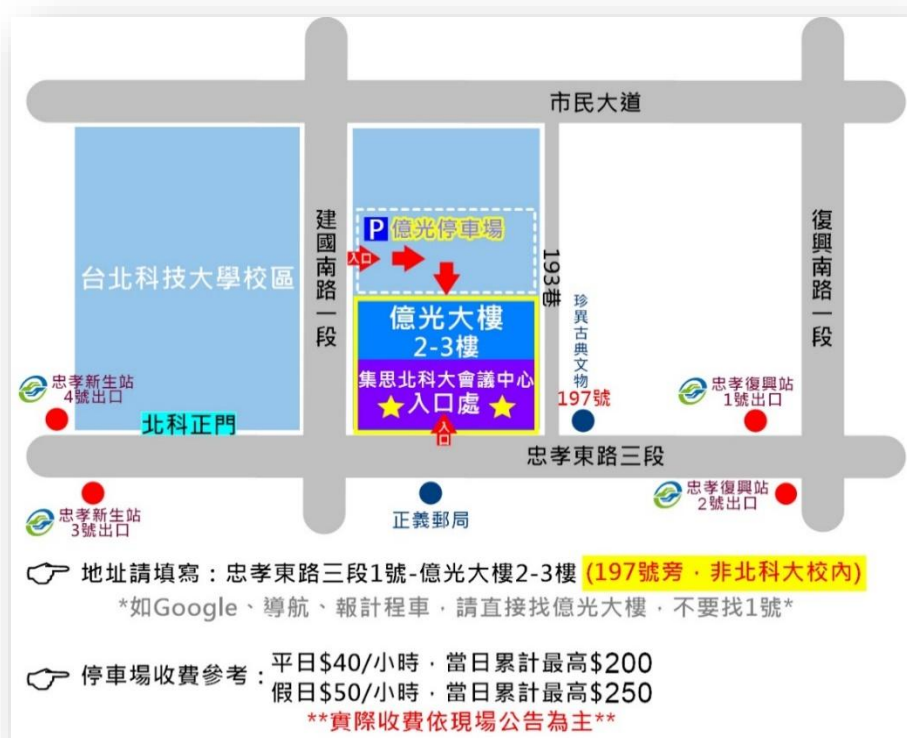 市民大道
建國南路一段
復興南路一段
P 億光停車場
入口
193巷
台北科技大學校區
億光大樓
2-3樓
集思北科大會議中心
入口處
入口
珍異古典文物
197號
忠孝新生站
4號出口
北科正門
忠孝復興站
1號出口
忠孝東路三段
忠孝新生站
3號出口
正義郵局
忠孝復興站
2號出口
地址請填寫：忠孝東路三段1號-億光大樓2-3樓 (197號旁，非北科大校內)
*如Google、導航、報計程車，請直接找億光大樓，不要找1號*
停車場收費參考：平日$40/小時，當日累計最高$200
假日$50/小時，當日累計最高$250
**實際收費依現場公告為主**